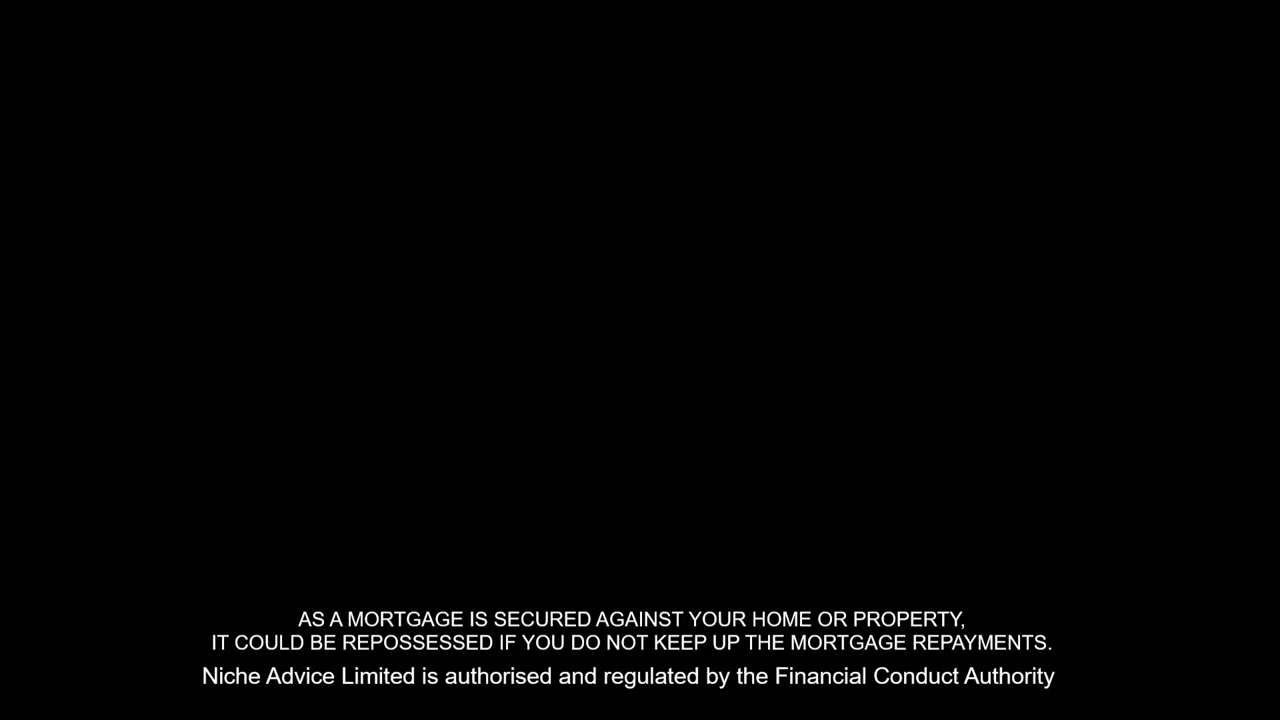 AS A MORTGAGE IS SECURED AGAINST YOUR HOME OR PROPERTY,
IT COULD BE REPOSSESSED IF YOU DO NOT KEEP UP THE MORTGAGE REPAYMENTS.
Niche Advice Limited is authorised and regulated by the Financial Conduct Authority